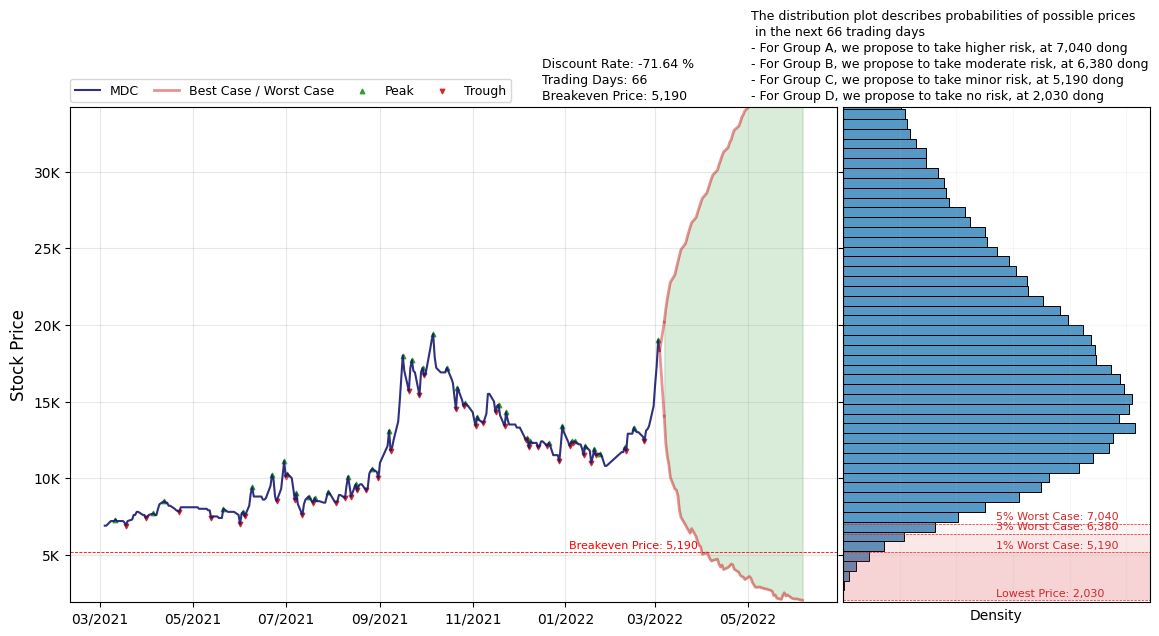 The distribution plot describes probabilities of possible prices
in the next 66 trading days
- For Group A, we propose to take higher risk, at 7,040 dong
- For Group B, we propose to take moderate risk, at 6,380 dong
- For Group C, we propose to take minor risk, at 5,190 dong
- For Group D, we propose to take no risk, at 2,030 dong
Discount Rate: -71.64 %
Trading Days: 66
Breakeven Price: 5,190
MDC
Best Case / Worst Case
Peak
Trough
Stock Price
30K
25K
20K
15K
10K
5K
Breakeven Price: 5,190
5% Worst Case: 7,040
3% Worst Case: 6,380
1% Worst Case: 5,190
Lowest Price: 2,030
03/2021
05/2021
07/2021
09/2021
11/2021
01/2022
03/2022
05/2022
Density